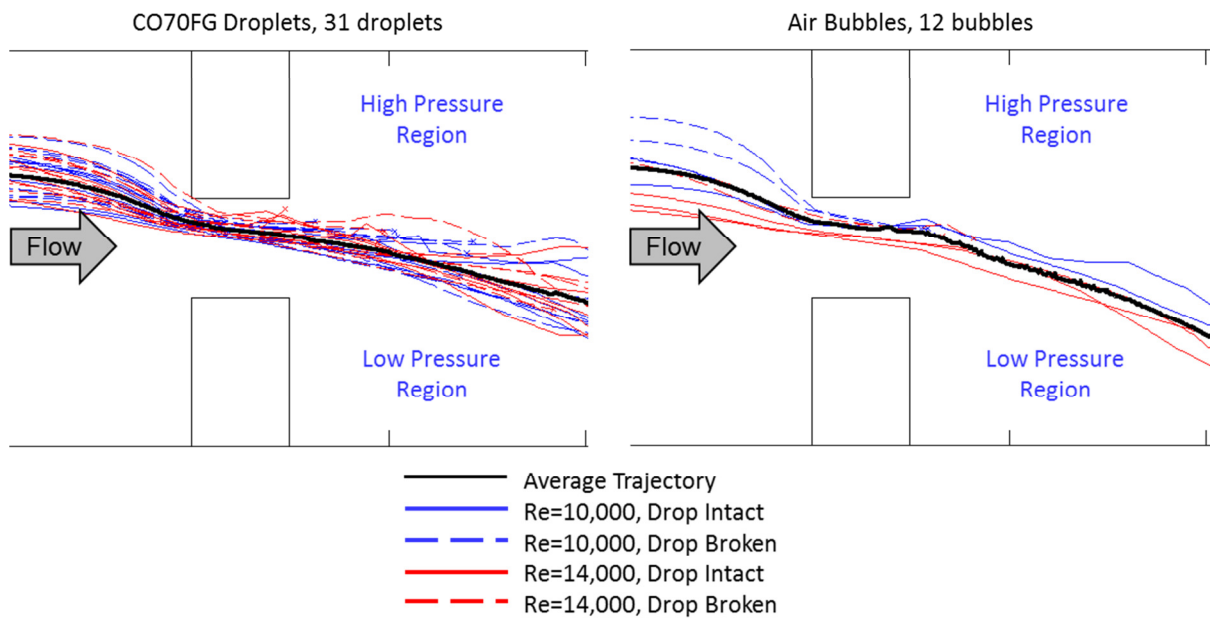 CO70FG Droplets, 31 droplets
High Pressure
Region
Flow
Low Pressure
Region
Air Bubbles, 12 bubbles
High Pressure
Region
Flow
Low Pressure
Region
Average Trajectory
Re=10,000, Drop Intact
Re=10,000, Drop Broken
Re=14,000, Drop Intact
Re=14,000, Drop Broken